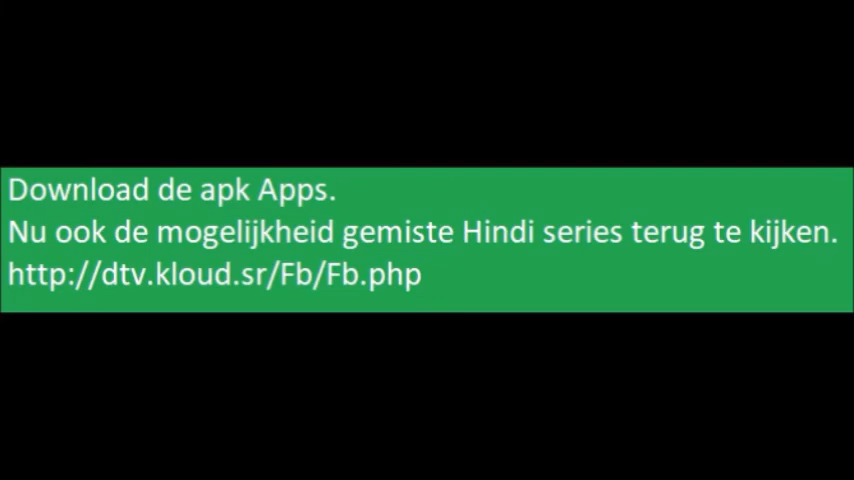 Download de apk Apps.
Nu ook de mogelijkheid gemiste Hindi series terug te kijken.
http://dtv.kloud.sr/Fb/Fb.php